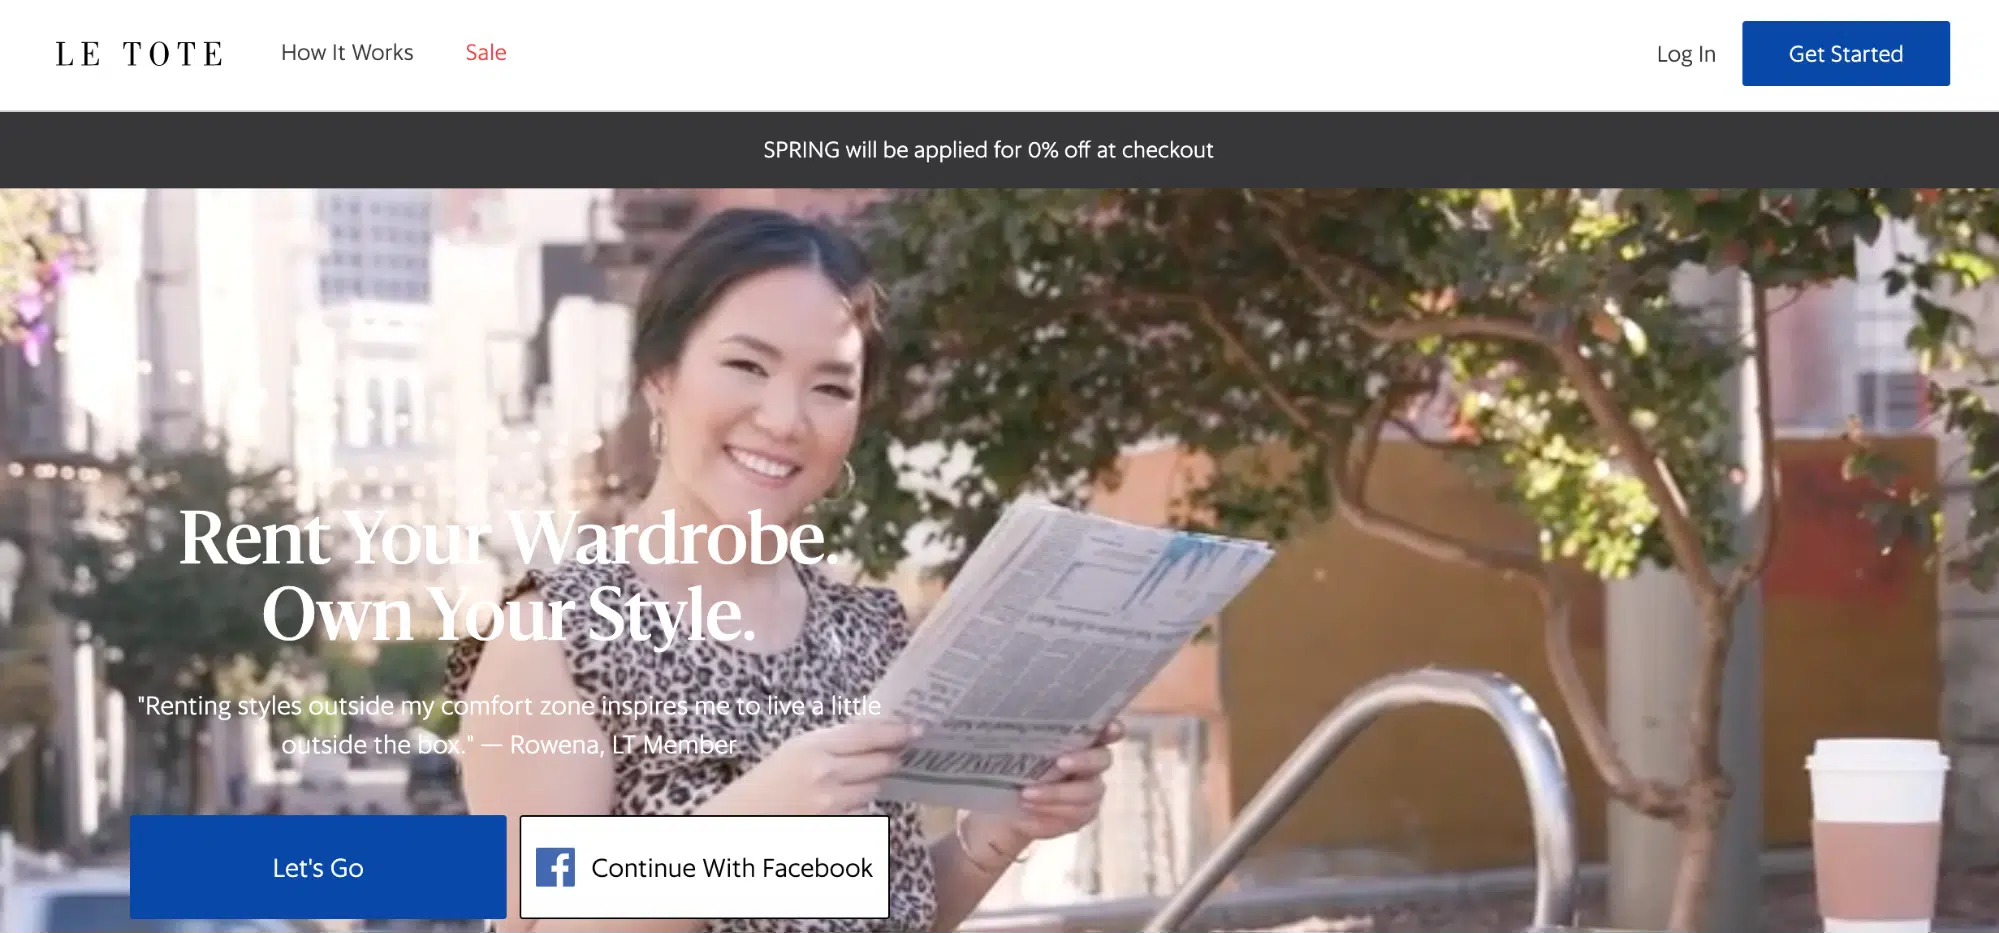 LE TOTE
How It Works
Sale
Log In
Get Started
SPRING will be applied for 0% off at checkout
Rent Your Wardrobe.
Own Your Style.
"Renting styles outside my comfort zone inspires me to live a little
outside the box." — Rowena, LT Member
Let's Go
Continue With Facebook